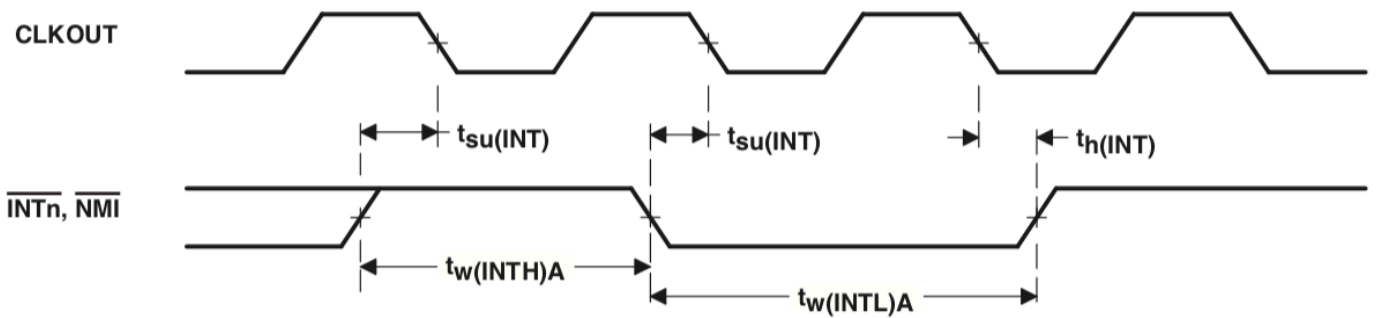 CLKOUT
tsu(INT) tsu(INT) th(INT)
INTn, NMI
tw(INTH)A
tw(INTL)A